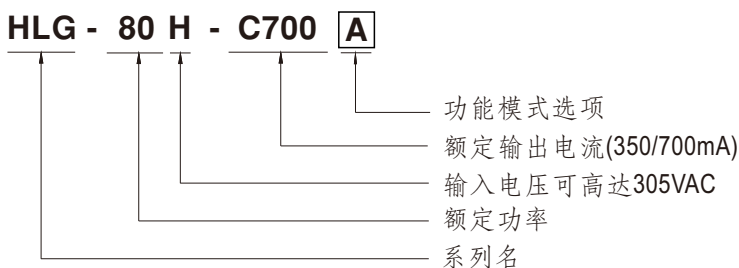 HLG - 80 H - C700 A
功能模式选项
额定输出电流(350/700mA)
输入电压可高达305VAC
额定功率
系列名